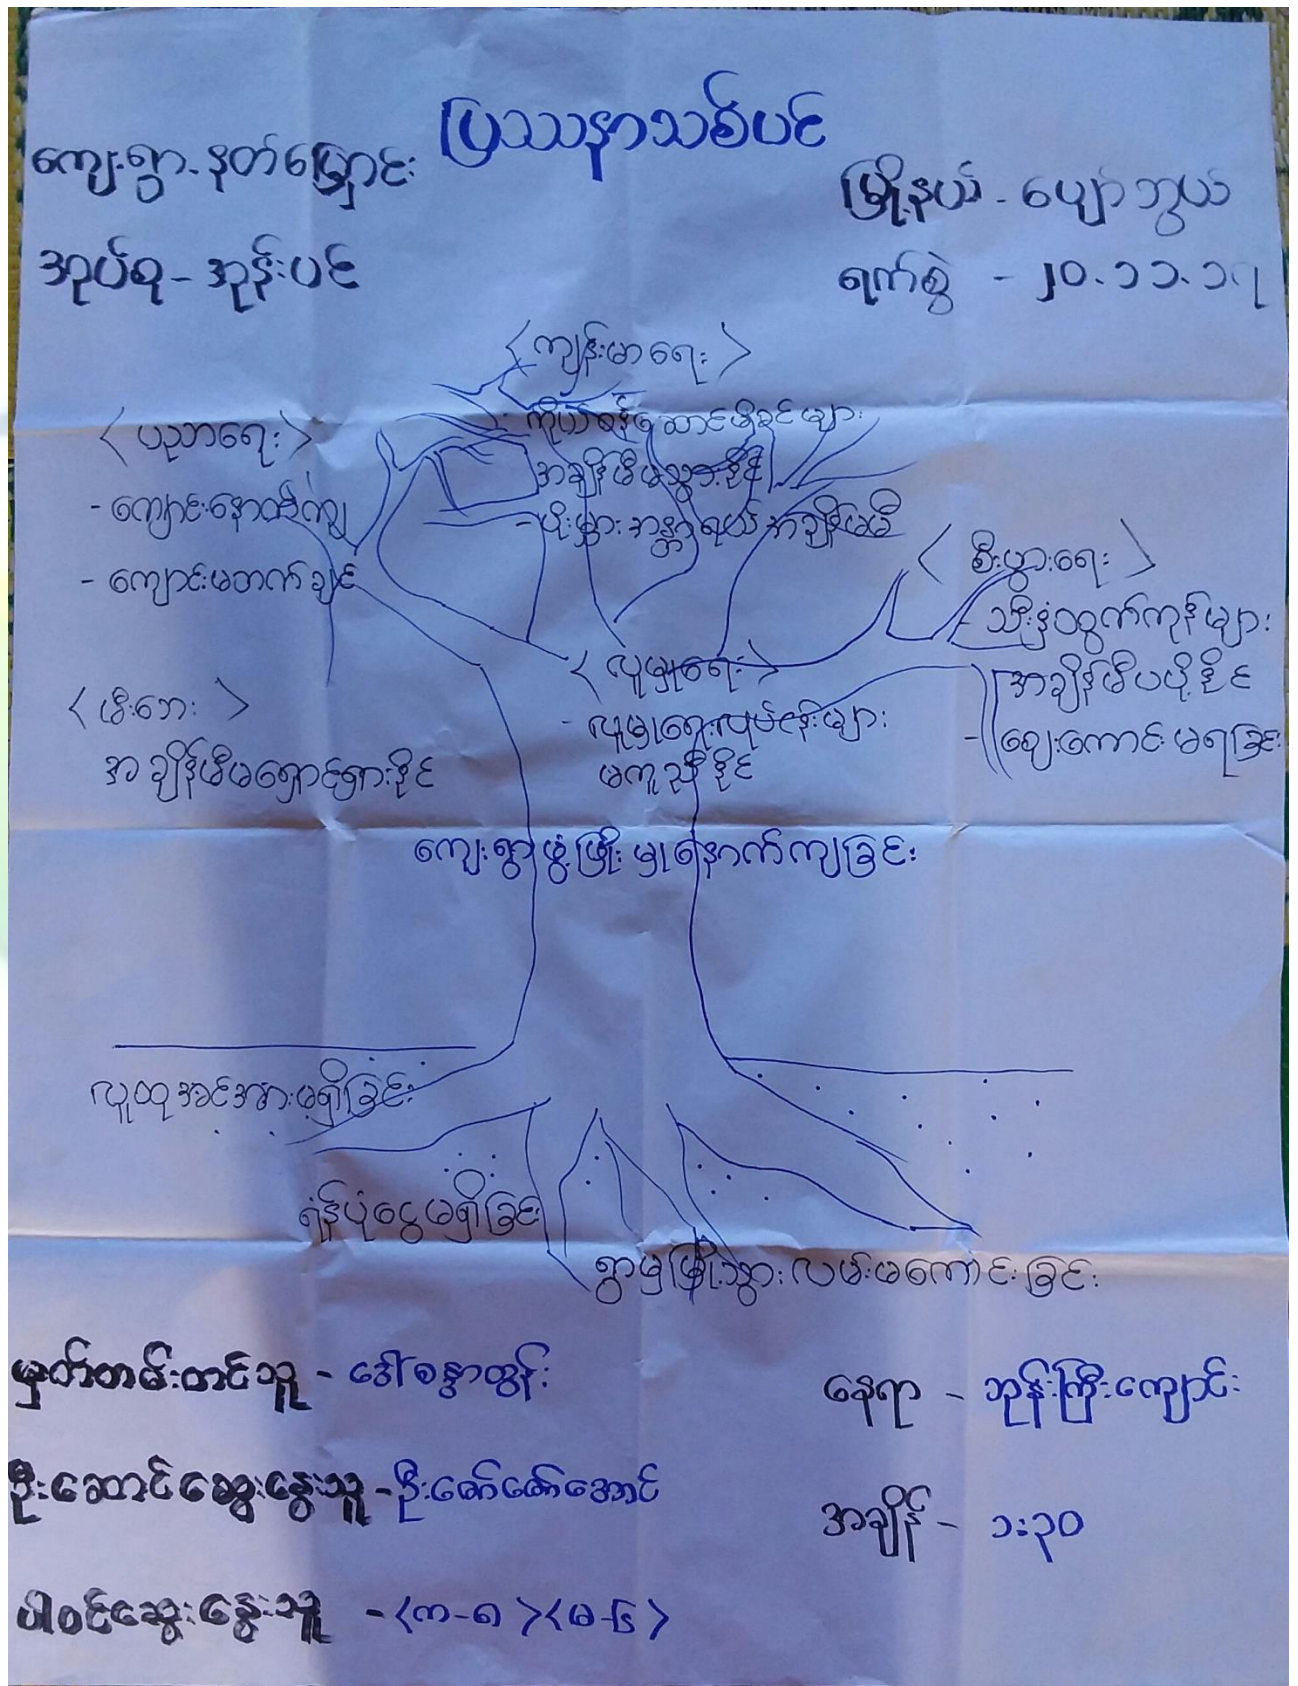 ပြဿနာသစ်ပင်
ကျေးရွာ - နတ်မြှောင်း
မြို့နယ် - ပျော်ဘွယ်
အုပ်စု - အုန်းပင်
ရက်စွဲ - ၂၀.၁၁.၁၇
<ကျန်းမာရေး>
- ကိုယ်ဝန်ဆောင်မိခင်များ
အချိန်မီမသွားနိုင်
- ပိုးမွှားအန္တာရယ်အချိန်မမီ
<ပညာရေး>
- ကျောင်းနောက်ကျ
- ကျောင်းမတက်ချင်
<စီးပွားရေး>
- သီးနှံထွက်ကုန်များ
အချိန်မီမပို့နိုင်
- ဈေးကောင်းမရခြင်း
<လူမှုရေး>
- လူမှုရေးလုပ်ငန်းများ
မကူညီနိုင်
<မီးဘေး>
အချိန်မီမရှောင်ရှားနိုင်
ကျေးရွာဖွံ့ဖြိုးမှုနောက်ကျခြင်း
လူထုအင်အားမရှိခြင်း
ရံန်ပုံငွေမရှိခြင်း
ရွာမှမြို့သွားလမ်းမကောင်းခြင်း
မှတ်တမ်းတင်သူ - ဒေါ်စန္ဒာထွန်း
နေရာ - ဘုန်းကြီးကျောင်း
ဦးဆောင်ဆွေးနွေးသူ - ဦးဇော်ဇော်အောင်
အချိန် - ၁:၃၀
ပါဝင်ဆွေးနွေးသူ - <က-၈> <မ-၆>